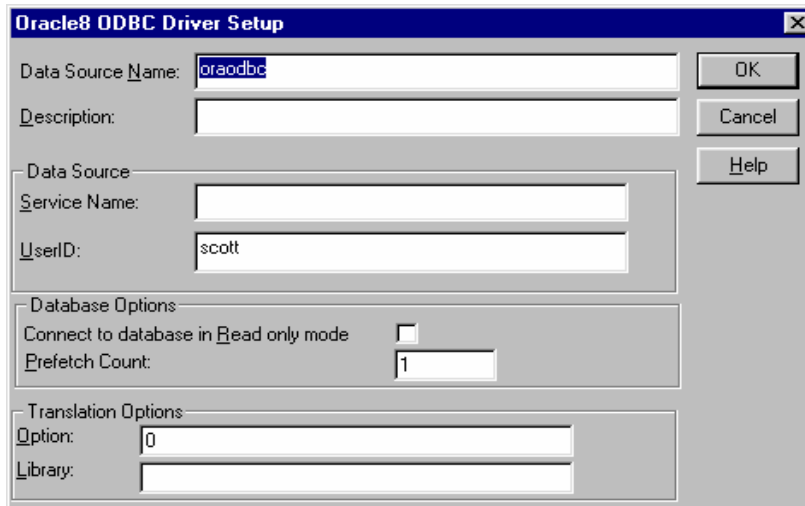 Oracle8 ODBC Driver Setup
Data Source Name: oraodbc
OK
Description:
Cancel
Help
Data Source
Service Name:
UserID: scott
Database Options
Connect to database in Read only mode
Prefetch Count: 1
Translation Options
Option: 0
Library: